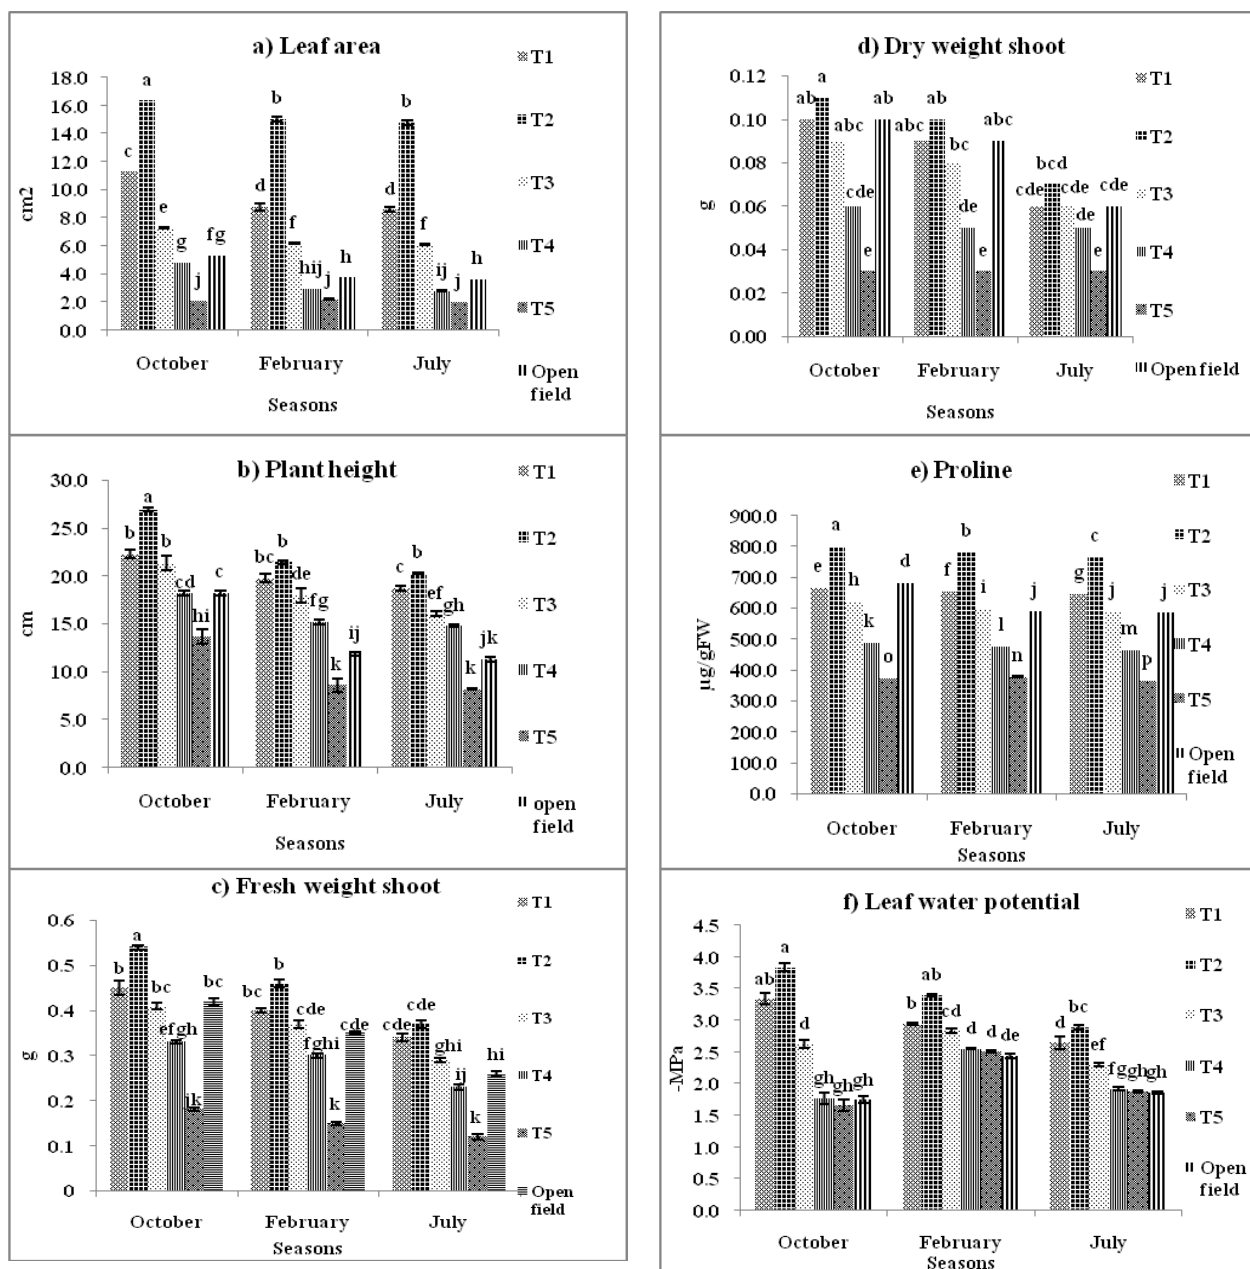 a) Leaf area
18.0
16.0
14.0
12.0
10.0
8.0
6.0
4.0
2.0
0.0
cm2
c a e g j fg
d b f hij j h
d b f ij j h
October February July
Seasons
T1
T2
T3
T4
T5
Open field
b) Plant height
30.0
25.0
20.0
15.0
10.0
5.0
0.0
cm
b a b cd hi c
bc b de fg k ij
c b ef gh k jk
October February July
Seasons
T1
T2
T3
T4
T5
open field
c) Fresh weight shoot
0.6
0.5
0.4
0.3
0.2
0.1
0
g
b a bc efgh jk bc
bc b cde fghi k cde
cde cde ghi ij k hi
October February July
Seasons
T1
T2
T3
T4
T5
Open field
d) Dry weight shoot
0.12
0.10
0.08
0.06
0.04
0.02
0.00
g
ab a abc cde e ab
abc ab bc de e abc
cde bcd cde de e cde
October February July
Seasons
T1
T2
T3
T4
T5
Open field
e) Proline
900.0
800.0
700.0
600.0
500.0
400.0
300.0
200.0
100.0
0.0
µg/gFW
e a h k o d
f b i l n j
g c j m p j
October February July
Seasons
T1
T2
T3
T4
T5
Open field
f) Leaf water potential
4.5
4.0
3.5
3.0
2.5
2.0
1.5
1.0
0.5
0.0
-MPa
ab a d gh gh gh
b ab cd d d de
d bc ef fg gh gh
October February July
Seasons
T1
T2
T3
T4
T5
Open field